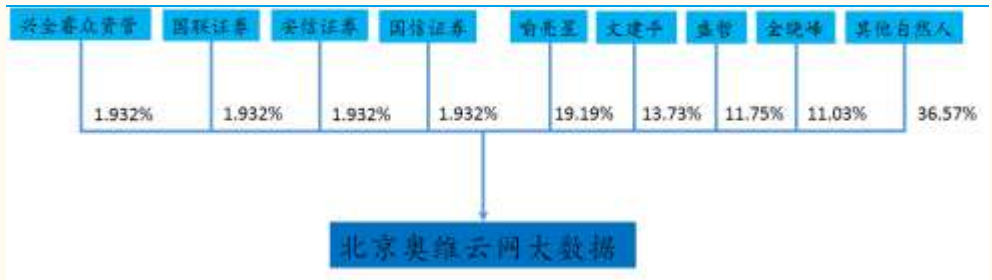 兴全睿众资管 国联证券 安信证券 国信证券 喻亮星 文建平 盛哲 金晓峰 其他自然人
1.932% 1.932% 1.932% 1.932% 19.19% 13.73% 11.75% 11.03% 36.57%
北京奥维云网大数据